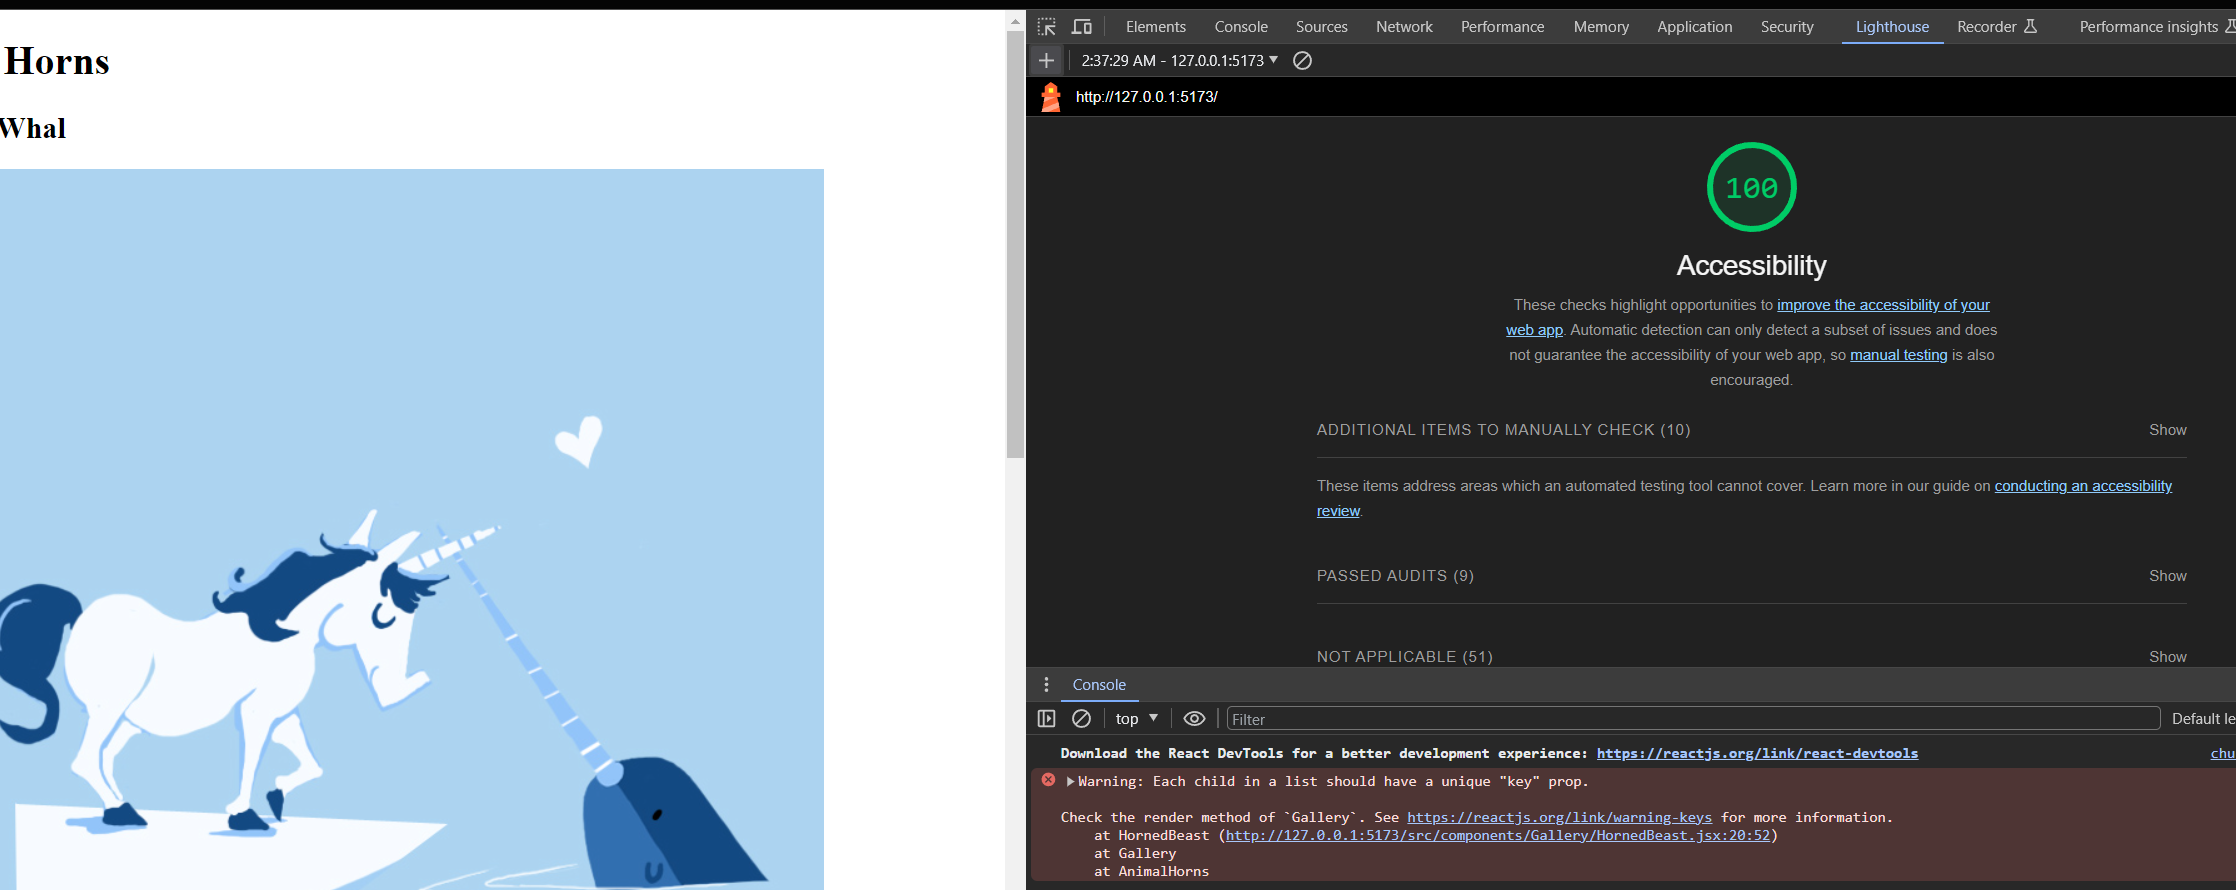 Horns
Whal
Elements Console Sources Network Performance Memory Application Security Lighthouse Recorder Performance insights
2:37:29 AM - 127.0.0.1:5173
http://127.0.0.1:5173/
100
Accessibility
These checks highlight opportunities to improve the accessibility of your
web app. Automatic detection can only detect a subset of issues and does
not guarantee the accessibility of your web app, so manual testing is also
encouraged.
ADDITIONAL ITEMS TO MANUALLY CHECK (10) Show
These items address areas which an automated testing tool cannot cover. Learn more in our guide on conducting an accessibility
review.
PASSED AUDITS (9) Show
NOT APPLICABLE (51) Show
Console
top Filter Default le
Download the React DevTools for a better development experience: https://reactjs.org/link/react-devtools chu
Warning: Each child in a list should have a unique "key" prop.
Check the render method of `Gallery`. See https://reactjs.org/link/warning-keys for more information.
at HornedBeast (http://127.0.0.1:5173/src/components/Gallery/HornedBeast.jsx:20:52)
at Gallery
at AnimalHorns